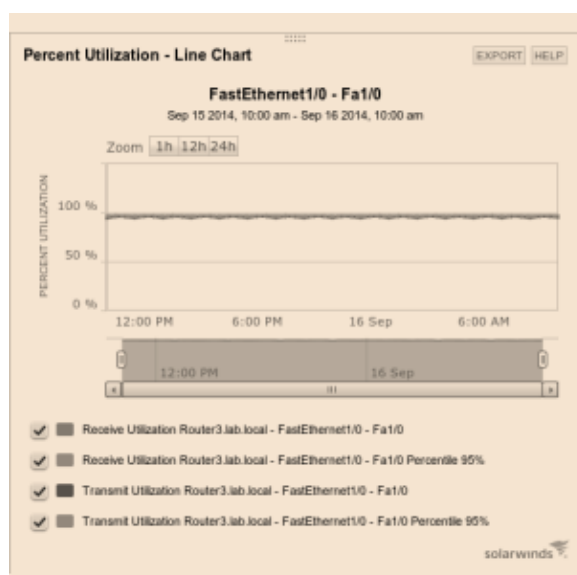 Percent Utilization - Line Chart
EXPORT HELP
FastEthernet1/0 - Fa1/0
Sep 15 2014, 10:00 am - Sep 16 2014, 10:00 am
Zoom 1h 12h 24h
PERCENT UTILIZATION
100 %
50 %
0 %
12:00 PM 6:00 PM 16 Sep 6:00 AM
12:00 PM 16 Sep
Receive Utilization Router3.lab.local - FastEthernet1/0 - Fa1/0
Receive Utilization Router3.lab.local - FastEthernet1/0 - Fa1/0 Percentile 95%
Transmit Utilization Router3.lab.local - FastEthernet1/0 - Fa1/0
Transmit Utilization Router3.lab.local - FastEthernet1/0 - Fa1/0 Percentile 95%
solarwinds